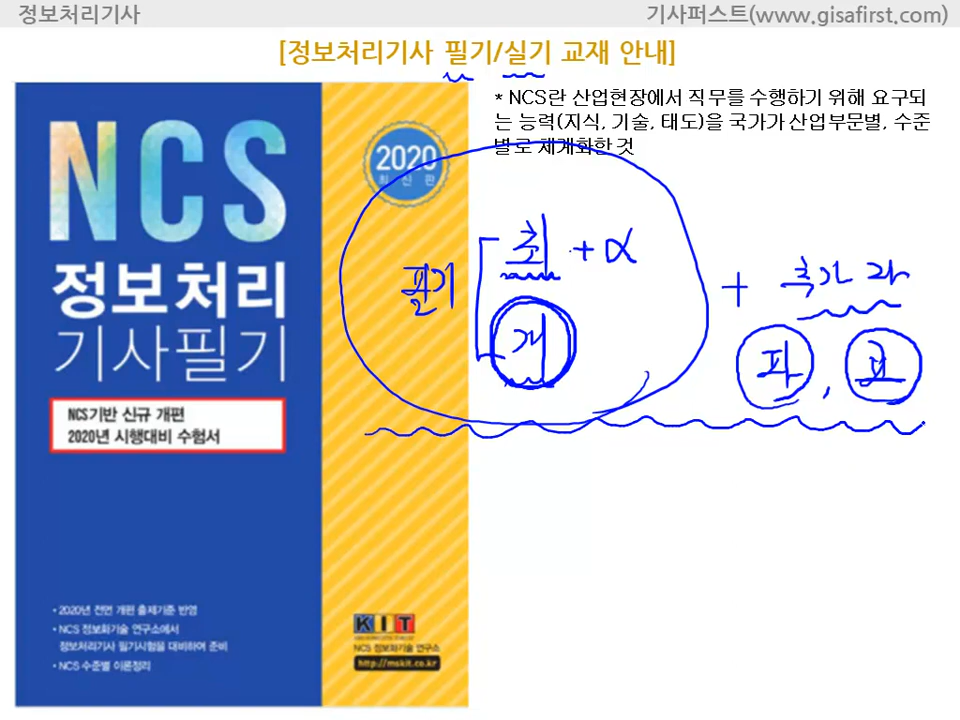 정보처리기사
기사퍼스트(www.gisafirst.com)
[정보처리기사 필기/실기 교재 안내]
* NCS란 산업현장에서 직무를 수행하기 위해 요구되
는 능력(지식, 기술, 태도)을 국가가 산업부문별, 수준
별로 체계화한 것
NCS
2020
최신판
정보처리
기사필기
NCS기반 신규 개편
2020년 시행대비 수험서
• 2020년 전면 개편 출제기준 반영
• NCS 정보화기술 연구소에서
정보처리기사 필기시험을 대비하여 준비
• NCS 수준별 이론정리
KIT
NCS 정보화기술 연구소
http://mskit.co.kr
필기
최 + α
개
+ 추가 과
파, 요